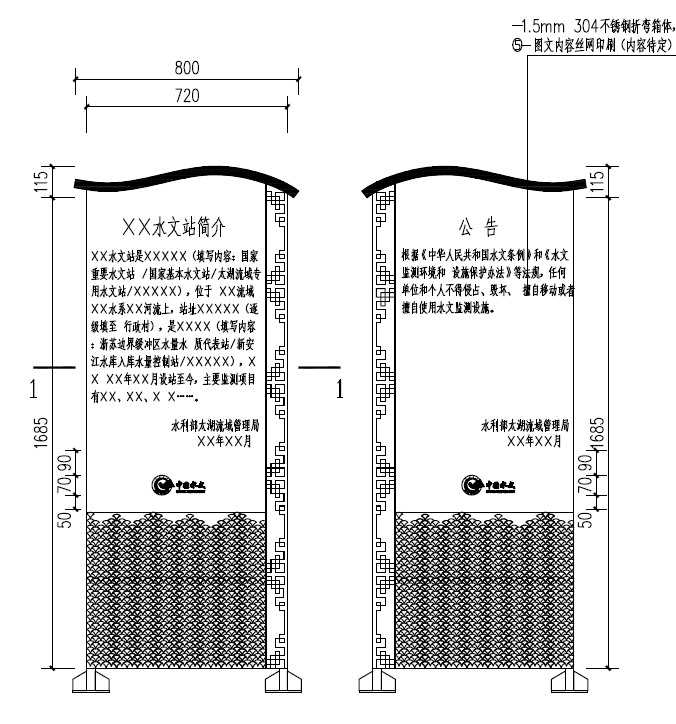 1.5mm 304不锈钢折弯箱体,
⑤ 图文内容丝网印刷(内容待定)
800
720
115
115
XX水文站简介
XX水文站是XXXXX(填写内容:国家
重要水文站 /国家基本水文站/太湖流域专
用水文站/XXXXX),位于 XX流域
XX水系XX河流上,站址XXXXX(逐
级填至 行政村),是XXXX(填写内容
:浙苏边界缓冲区水量水 质代表站/新安
江水库入库水量控制站/XXXXX),X
X XX年XX月设站至今,主要监测项目
有XX、XX、X X……。
水利部太湖流域管理局
XX年XX月
中国水文
公 告
根据《中华人民共和国水文条例》和《水文
监测环境和 设施保护办法》等法规,任何
单位和个人不得侵占、毁坏、 擅自移动或者
擅自使用水文监测设施。
水利部太湖流域管理局
XX年XX月
中国水文
1
1
1685
1685
90
70
50
90
70
50